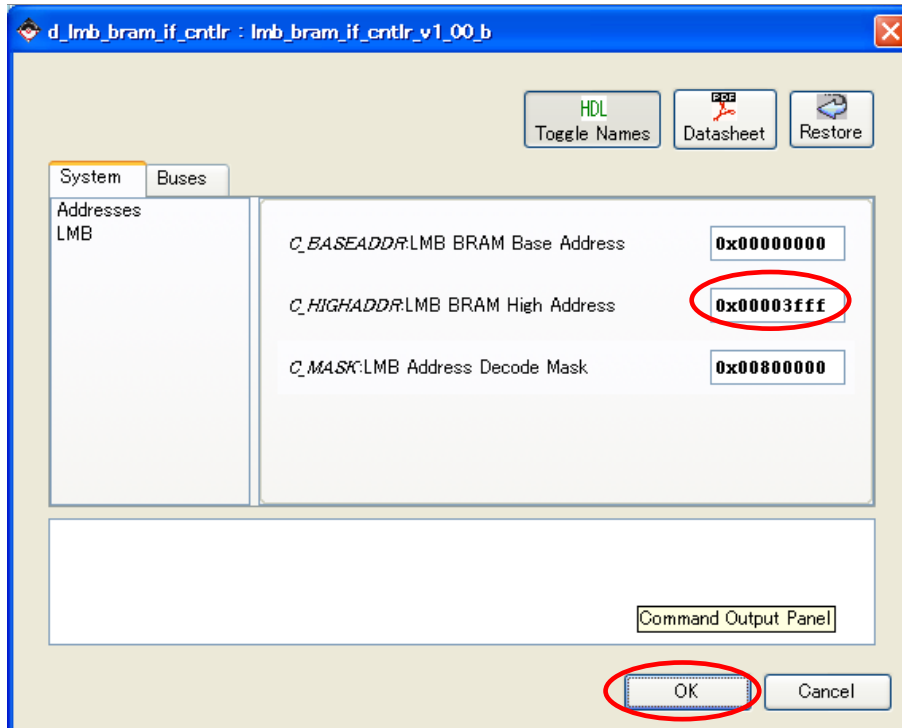 d_lmb_bram_if_cntlr : lmb_bram_if_cntlr_v1_00_b
HDL
Toggle Names
PDF
Datasheet
Restore
System
Buses
Addresses
LMB
C_BASEADDR:LMB BRAM Base Address
0x00000000
C_HIGHADDR:LMB BRAM High Address
0x00003fff
C_MASK:LMB Address Decode Mask
0x00800000
Command Output Panel
OK
Cancel